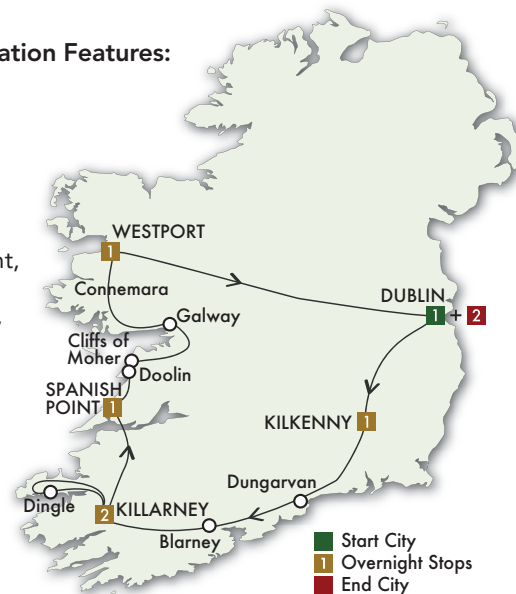 ation Features:
nt,
WESTPORT
1
Connemara
DUBLIN
1 + 2
Galway
Cliffs of
Moher
Doolin
SPANISH
POINT 1
KILKENNY 1
Dungarvan
Dingle
2 KILLARNEY
Blarney
Start City
1 Overnight Stops
End City